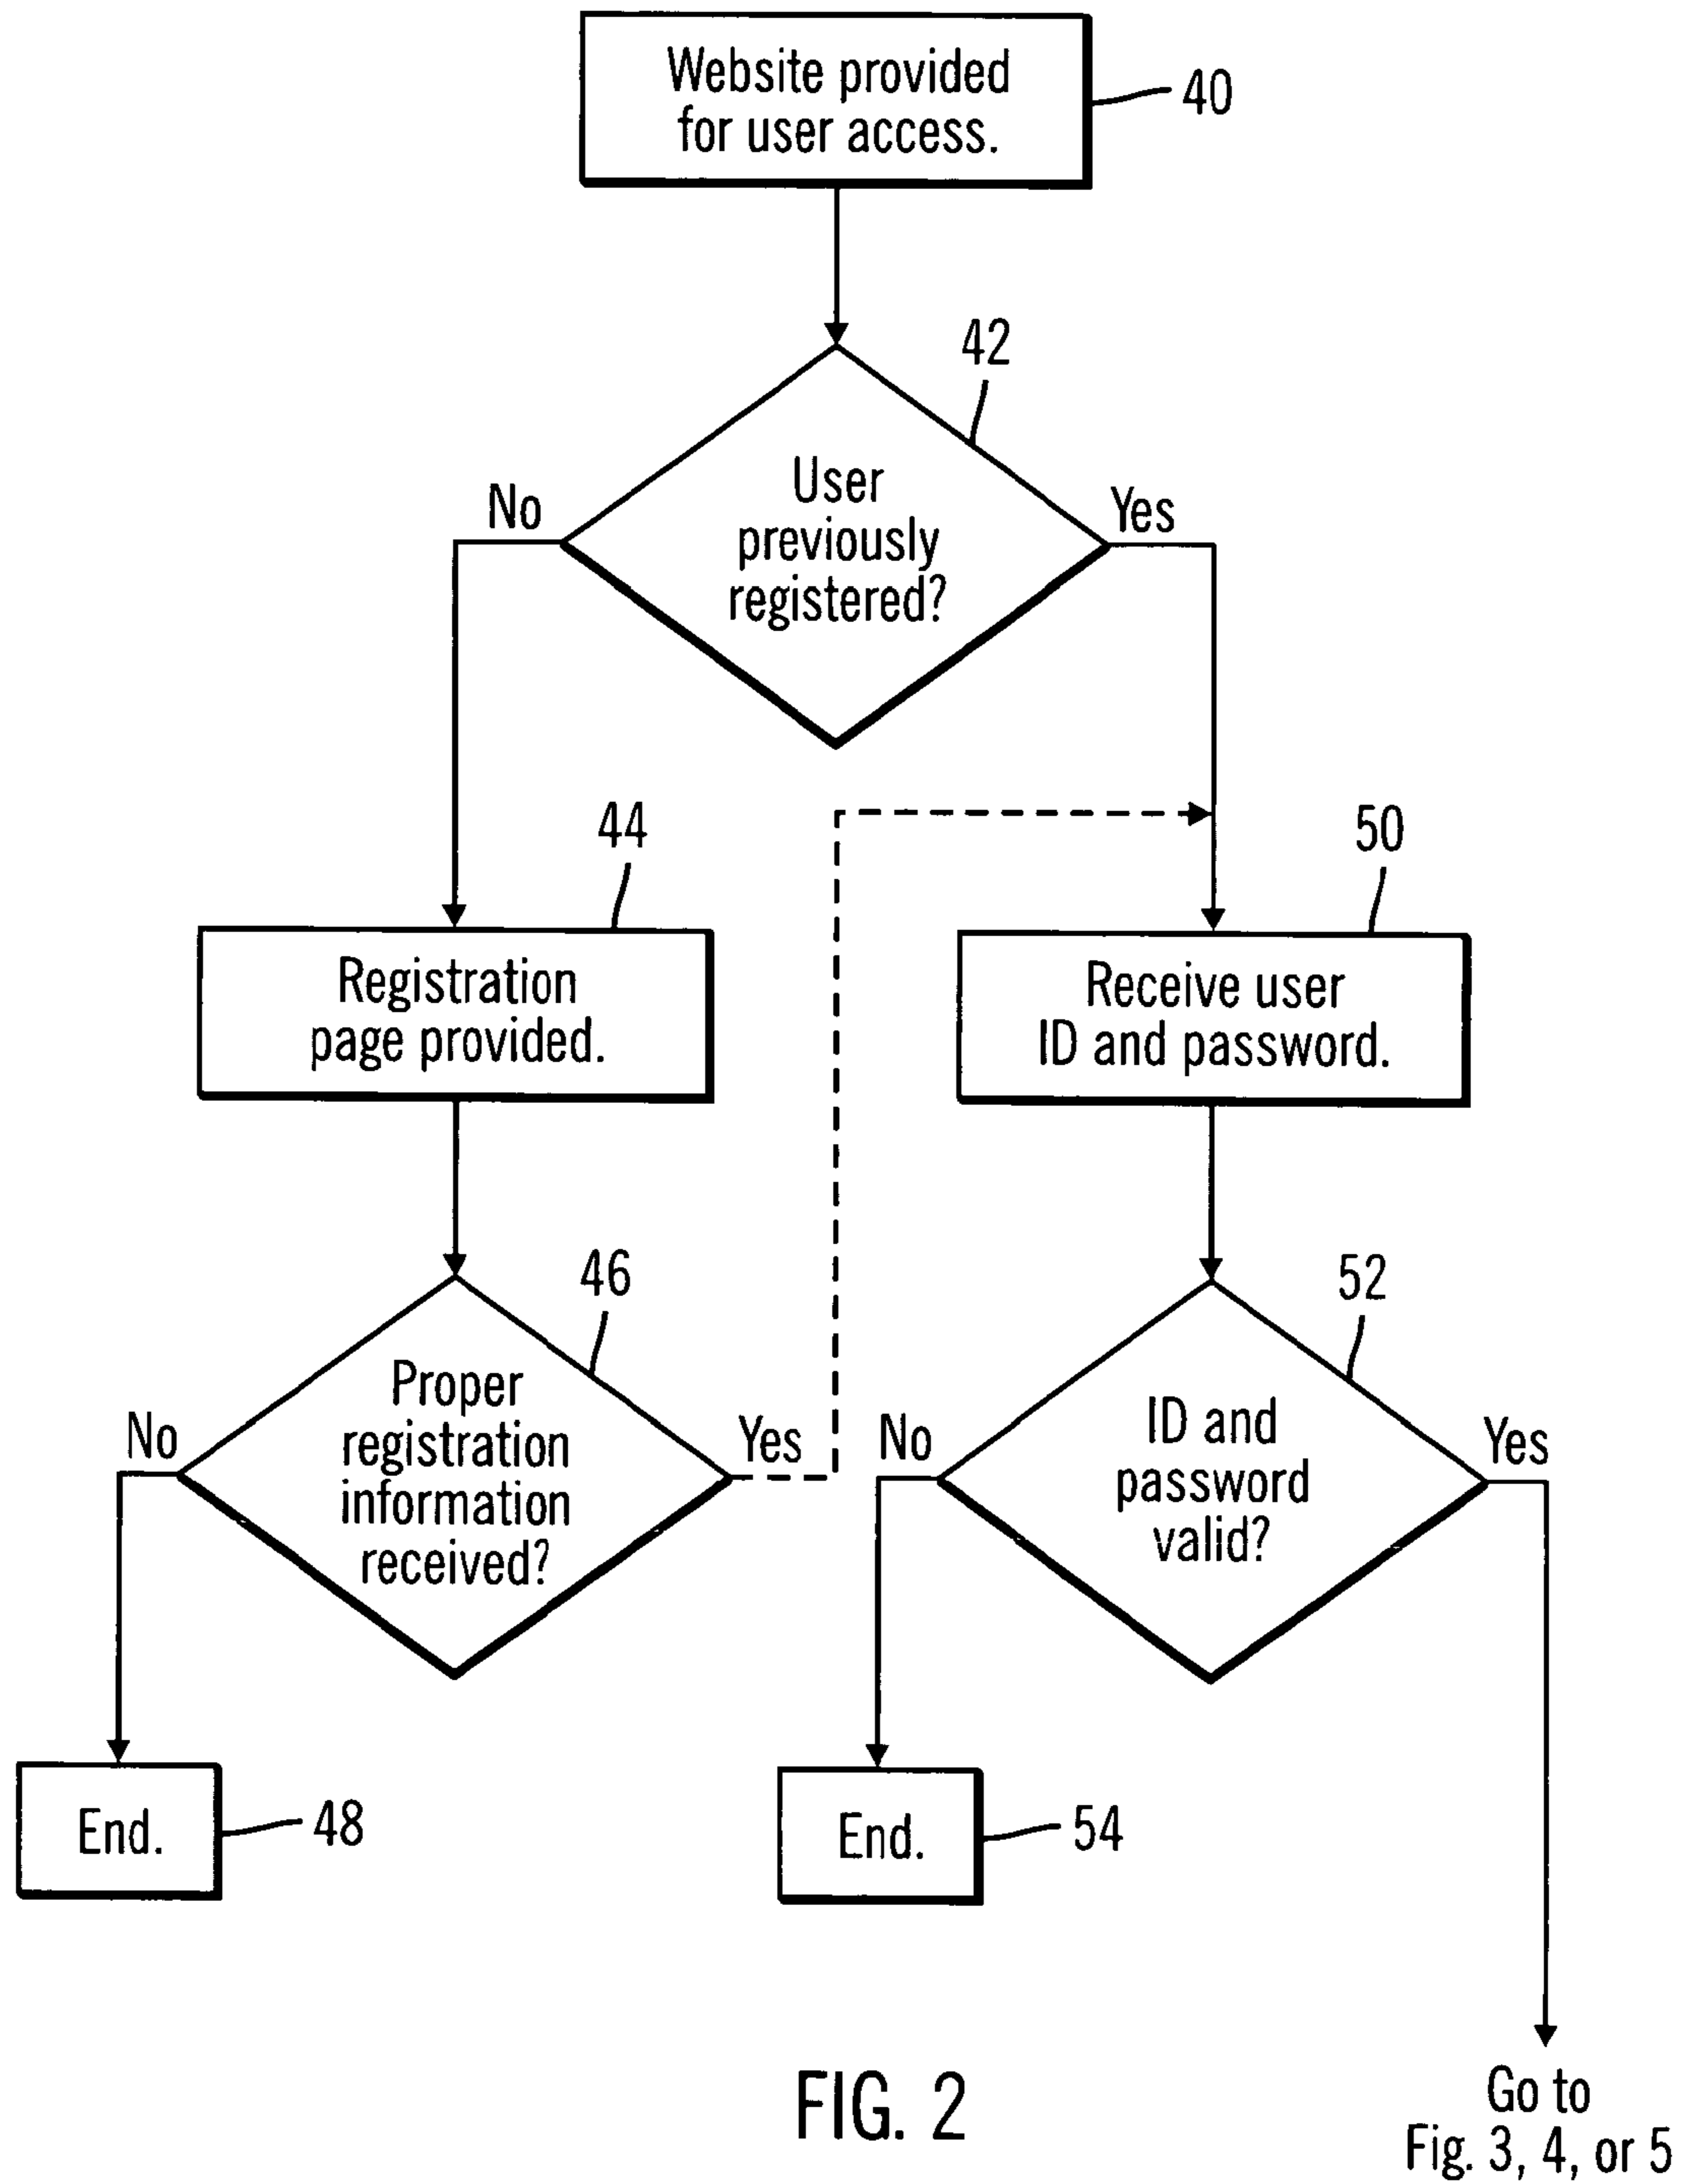 Website provided
for user access.
40
42
User
previously
registered?
No
Yes
44
50
Registration
page provided.
Receive user
ID and password.
46
52
Proper
registration
information
received?
No
Yes
ID and
password
valid?
No
Yes
End.
48
End.
54
FIG. 2
Go to
Fig. 3, 4, or 5